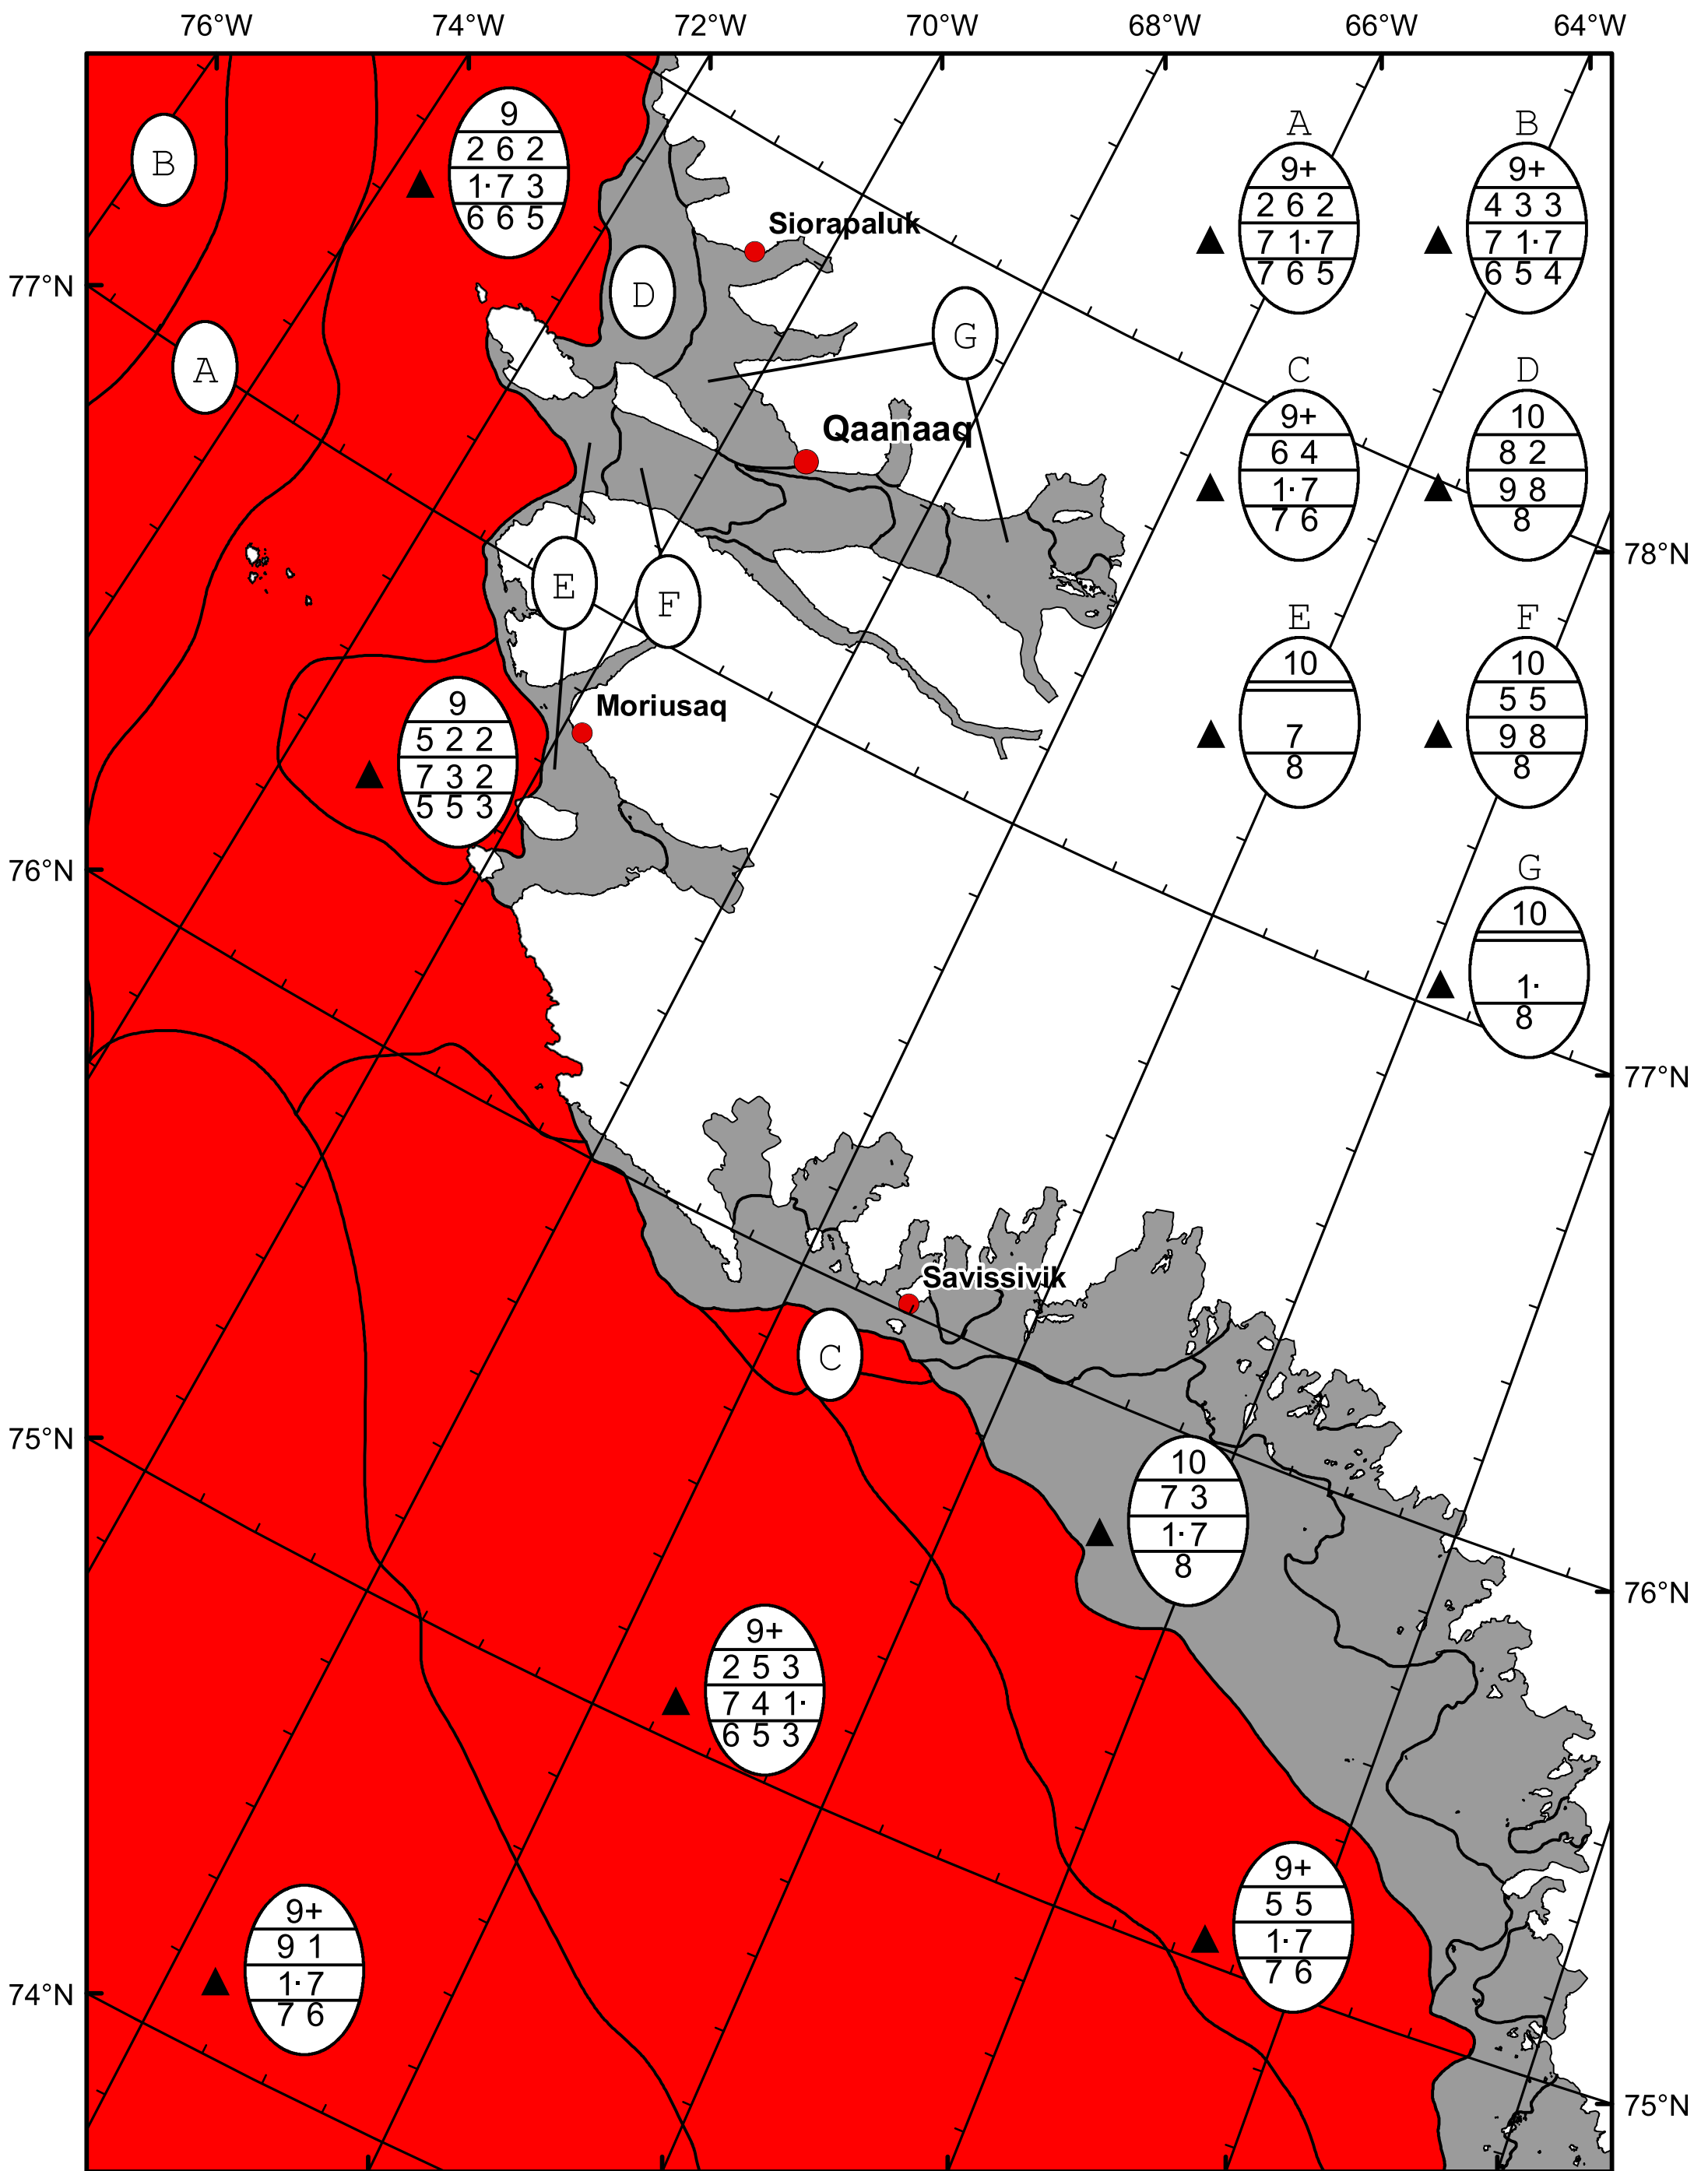 76°W 74°W 72°W 70°W 68°W 66°W 64°W
9
2 6 2
1· 7 3
6 6 5
B
A
9+
2 6 2
7 1· 7
7 6 5
B
9+
4 3 3
7 1· 7
6 5 4
Siorapaluk
77°N
D
G
A
C
9+
6 4
1· 7
7 6
D
10
8 2
9 8
8
Qaanaaq
78°N
E
F
E
10
7
8
F
10
5 5
9 8
8
Moriusaq
9
5 2 2
7 3 2
5 5 3
76°N
G
10
1·
8
77°N
Savissivik
C
75°N
10
7 3
1· 7
8
76°N
9+
2 5 3
7 4 1·
6 5 3
9+
5 5
1· 7
7 6
9+
9 1
1· 7
7 6
74°N
75°N